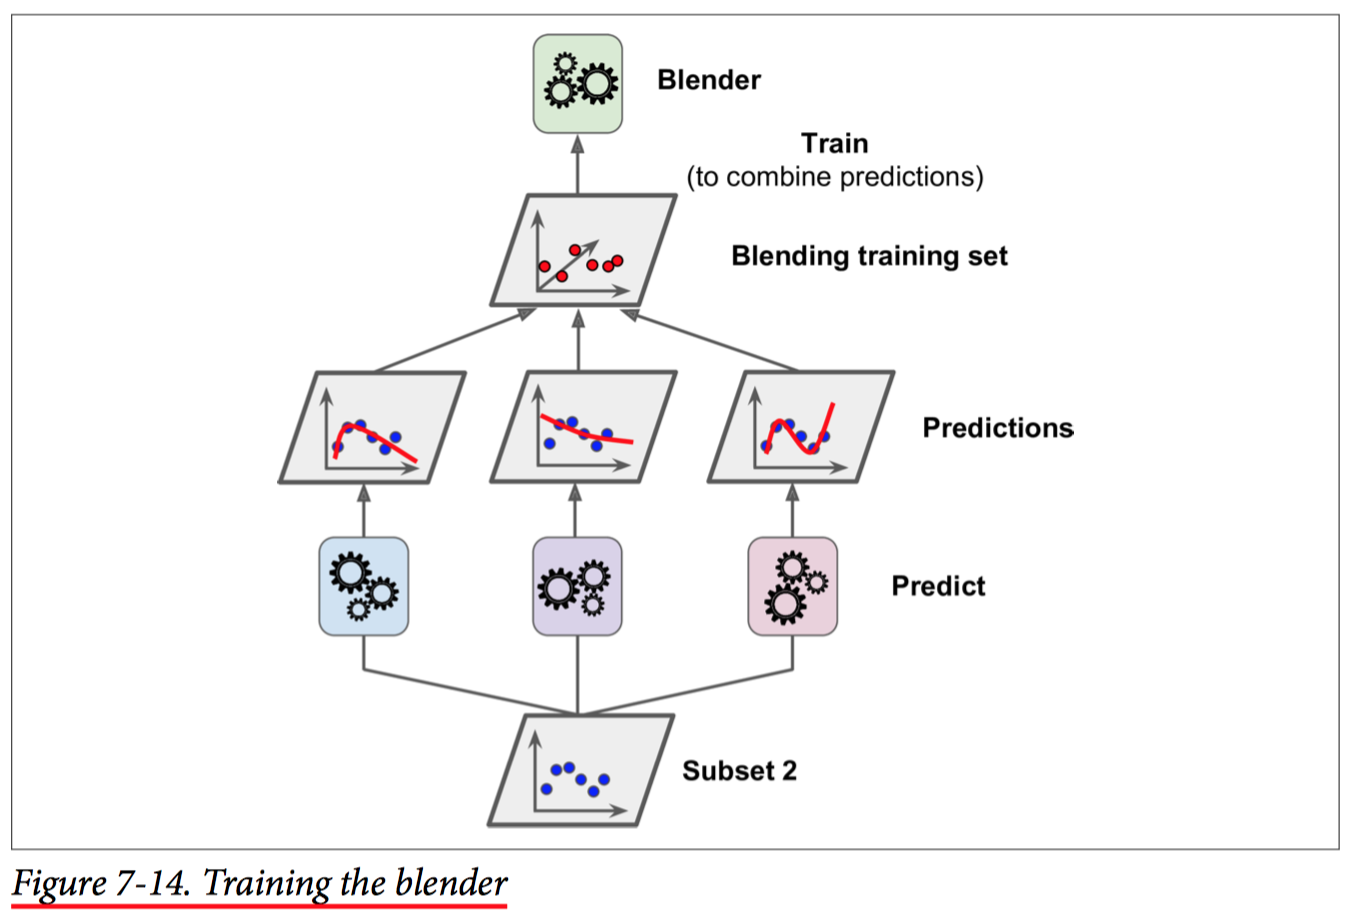 Blender
Train
(to combine predictions)
Blending training set
Predictions
Predict
Subset 2
Figure 7-14. Training the blender